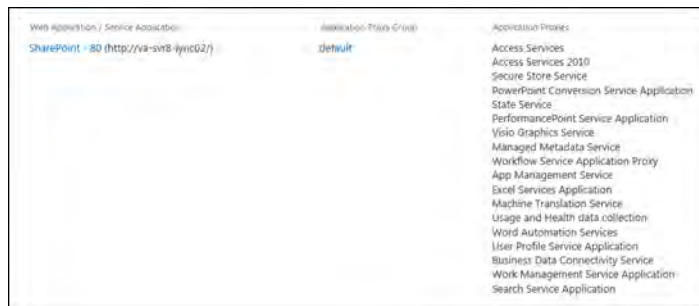 Web Application / Service Application Application Proxy Group Application Proxies
SharePoint - 80 (http://va-svr8-lync02/) default Access Services
Access Services 2010
Secure Store Service
PowerPoint Conversion Service Application
State Service
PerformancePoint Service Application
Visio Graphics Service
Managed Metadata Service
Workflow Service Application Proxy
App Management Service
Excel Services Application
Machine Translation Service
Usage and Health data collection
Word Automation Services
User Profile Service Application
Business Data Connectivity Service
Work Management Service Application
Search Service Application